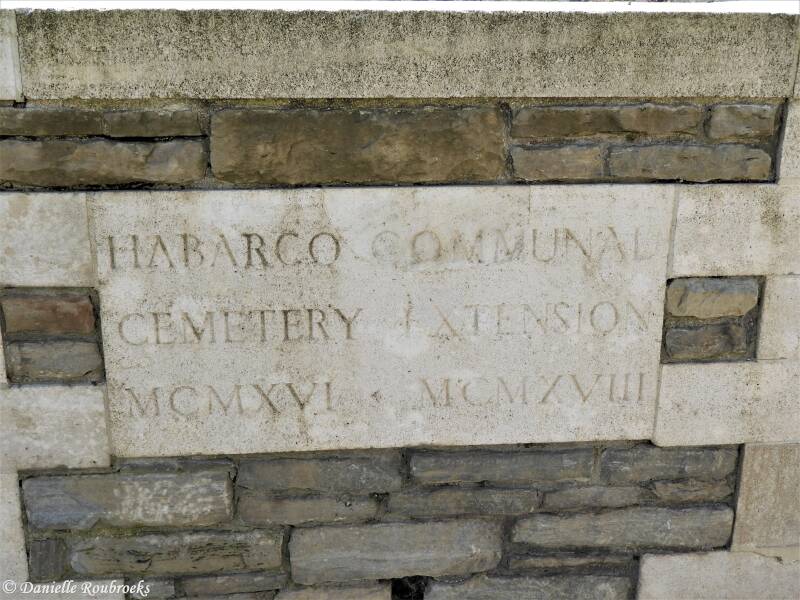 HABARCQ COMMUNAL
CEMETERY EXTENSION
MCMXVI · MCMXVIII
© Danielle Roubroeks